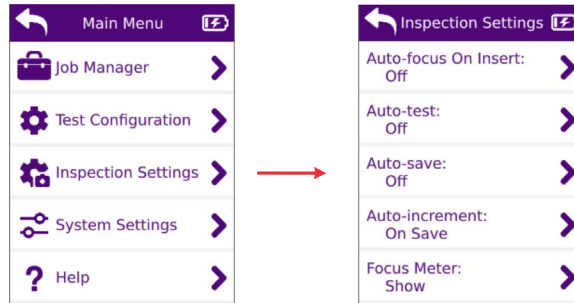 Main Menu
Job Manager
Test Configuration
Inspection Settings
System Settings
Help
Inspection Settings
Auto-focus On Insert:
Off
Auto-test:
Off
Auto-save:
Off
Auto-increment:
On Save
Focus Meter:
Show